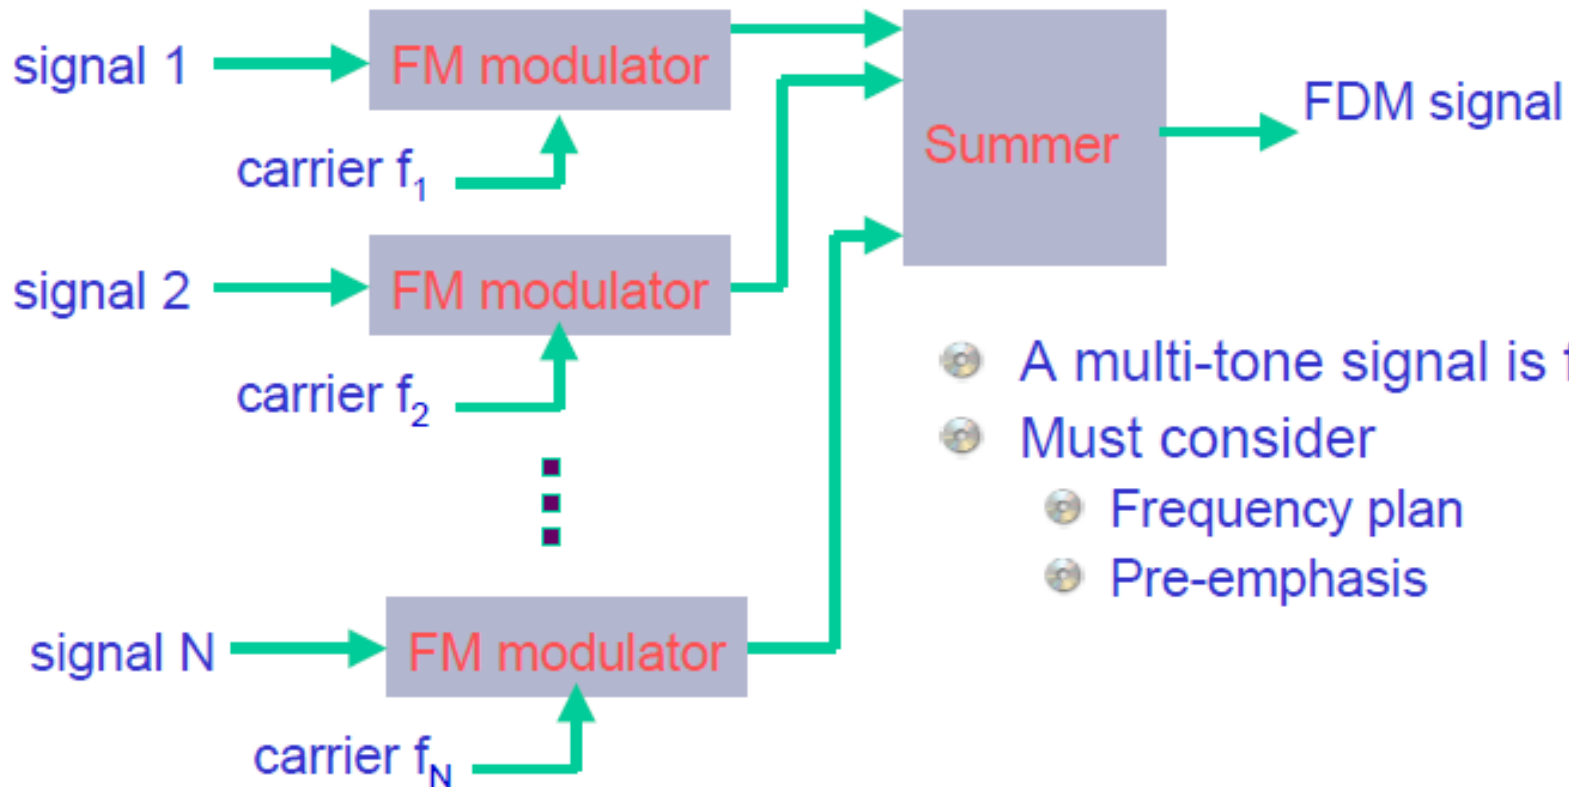 signal 1
FM modulator
carrier f₁
signal 2
FM modulator
carrier f₂
signal N
FM modulator
carrier f_N
Summer
FDM signal
A multi-tone signal is
Must consider
Frequency plan
Pre-emphasis